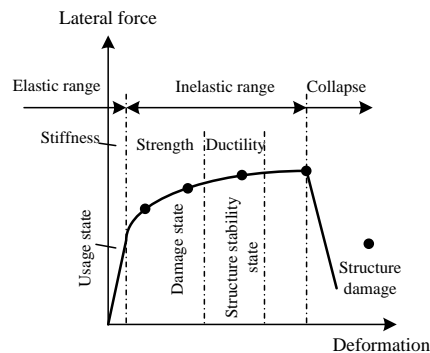 Lateral force
Elastic range
Inelastic range
Collapse
Stiffness
Strength
Ductility
Usage state
Damage state
Structure stability
state
Structure
damage
Deformation